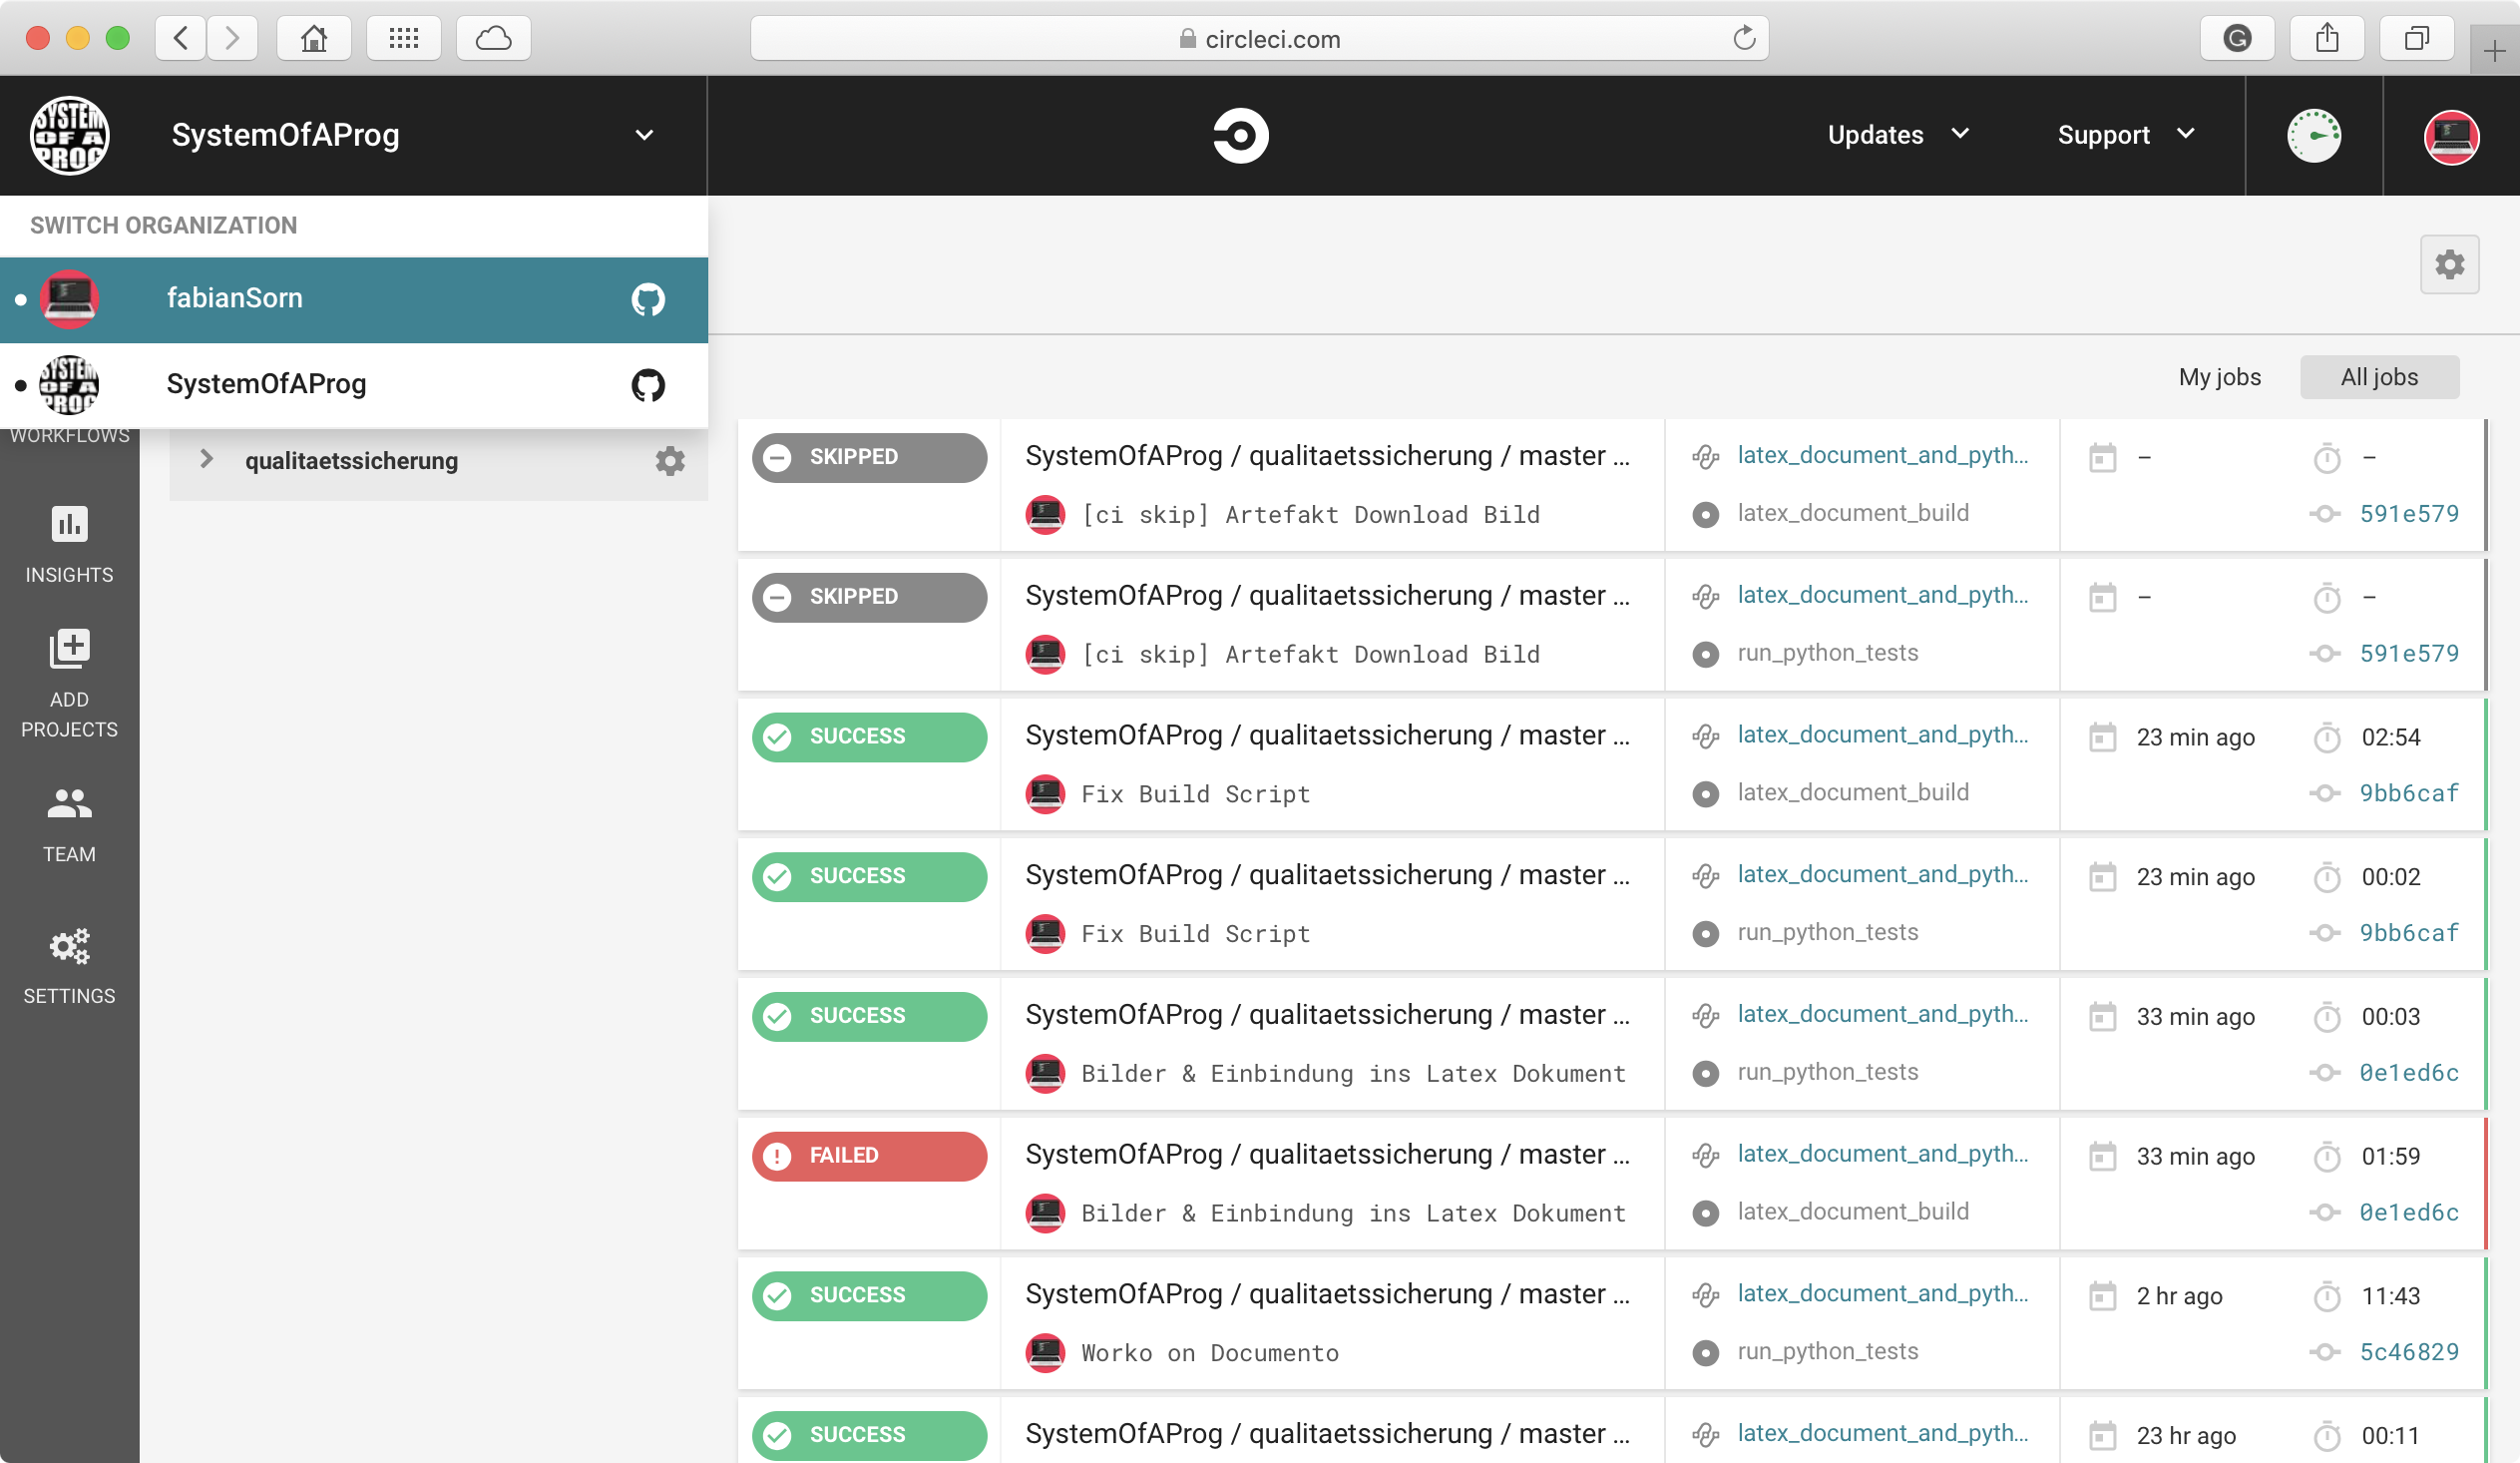 circleci.com
SYSTEM
OF A
PROG
SystemOfAProg
Updates
Support
SWITCH ORGANIZATION
fabianSorn
SYSTEM
OF A
PROG
SystemOfAProg
WORKFLOWS
INSIGHTS
ADD
PROJECTS
TEAM
SETTINGS
qualitaetssicherung
My jobs
All jobs
SKIPPED
SystemOfAProg / qualitaetssicherung / master ...
latex_document_and_pyth...
–
–
[ci skip] Artefakt Download Bild
latex_document_build
591e579
SKIPPED
SystemOfAProg / qualitaetssicherung / master ...
latex_document_and_pyth...
–
–
[ci skip] Artefakt Download Bild
run_python_tests
591e579
SUCCESS
SystemOfAProg / qualitaetssicherung / master ...
latex_document_and_pyth...
23 min ago
02:54
Fix Build Script
latex_document_build
9bb6caf
SUCCESS
SystemOfAProg / qualitaetssicherung / master ...
latex_document_and_pyth...
23 min ago
00:02
Fix Build Script
run_python_tests
9bb6caf
SUCCESS
SystemOfAProg / qualitaetssicherung / master ...
latex_document_and_pyth...
33 min ago
00:03
Bilder & Einbindung ins Latex Dokument
run_python_tests
0e1ed6c
FAILED
SystemOfAProg / qualitaetssicherung / master ...
latex_document_and_pyth...
33 min ago
01:59
Bilder & Einbindung ins Latex Dokument
latex_document_build
0e1ed6c
SUCCESS
SystemOfAProg / qualitaetssicherung / master ...
latex_document_and_pyth...
2 hr ago
11:43
Worko on Documento
run_python_tests
5c46829
SUCCESS
SystemOfAProg / qualitaetssicherung / master ...
latex_document_and_pyth...
23 hr ago
00:11